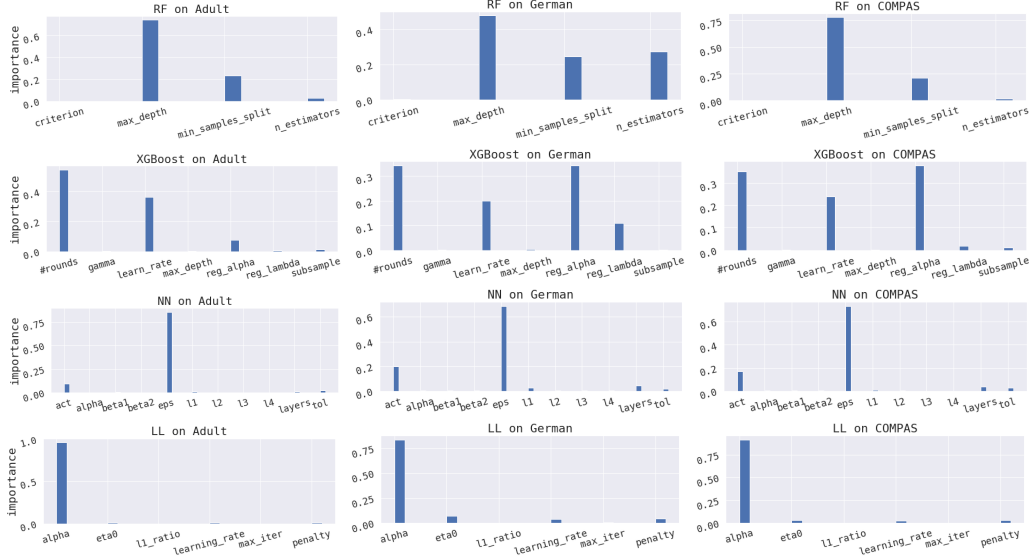 RF on Adult
importance
0.6
0.4
0.2
0.0
criterion
max_depth
min_samples_split
n_estimators
RF on German
0.4
0.2
0.0
criterion
max_depth
min_samples_split
n_estimators
RF on COMPAS
0.75
0.50
0.25
0.00
criterion
max_depth
min_samples_split
n_estimators
XGBoost on Adult
importance
0.4
0.2
0.0
#rounds
gamma
learn_rate
max_depth
reg_alpha
reg_lambda
subsample
XGBoost on German
0.3
0.2
0.1
0.0
#rounds
gamma
learn_rate
max_depth
reg_alpha
reg_lambda
subsample
XGBoost on COMPAS
0.3
0.2
0.1
0.0
#rounds
gamma
learn_rate
max_depth
reg_alpha
reg_lambda
subsample
NN on Adult
importance
0.75
0.50
0.25
0.00
act
alpha
beta1
beta2
eps
l1
l2
l3
l4
layers
tol
NN on German
0.6
0.4
0.2
0.0
act
alpha
beta1
beta2
eps
l1
l2
l3
l4
layers
tol
NN on COMPAS
0.6
0.4
0.2
0.0
act
alpha
beta1
beta2
eps
l1
l2
l3
l4
layers
tol
LL on Adult
importance
1.0
0.5
0.0
alpha
eta0
l1_ratio
learning_rate
max_iter
penalty
LL on German
0.75
0.50
0.25
0.00
alpha
eta0
l1_ratio
learning_rate
max_iter
penalty
LL on COMPAS
0.75
0.50
0.25
0.00
alpha
eta0
l1_ratio
learning_rate
max_iter
penalty